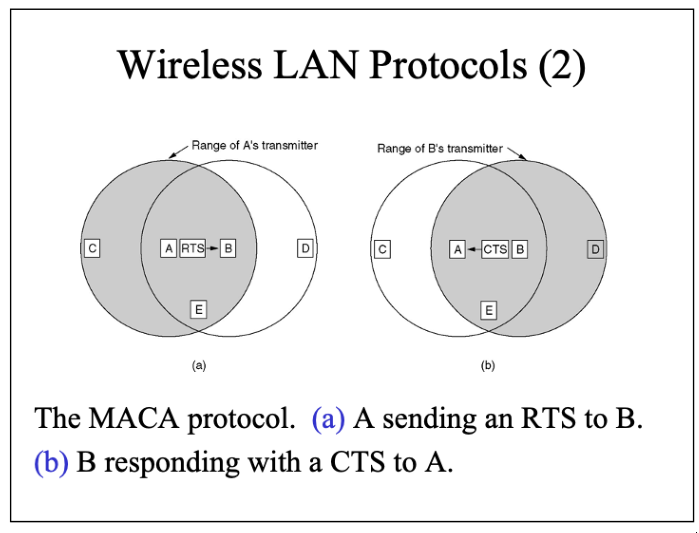 Wireless LAN Protocols (2)
Range of A's transmitter
Range of B's transmitter
C A RTS B D
E
(a)
C A CTS B D
E
(b)
The MACA protocol. (a) A sending an RTS to B.
(b) B responding with a CTS to A.